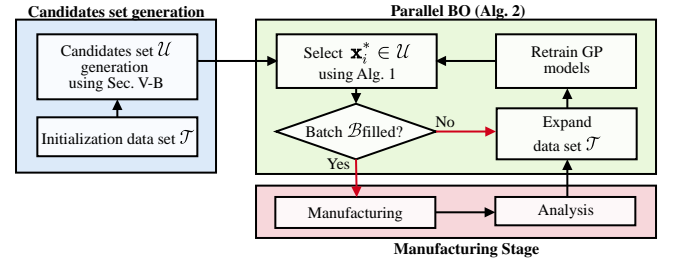 Candidates set generation
Candidates set 𝒰
generation
using Sec. V-B
Initialization data set 𝒯
Parallel BO (Alg. 2)
Select 𝐱ᵢ* ∈ 𝒰
using Alg. 1
Retrain GP
models
Batch ℬfilled?
No
Yes
Expand
data set 𝒯
Manufacturing
Analysis
Manufacturing Stage